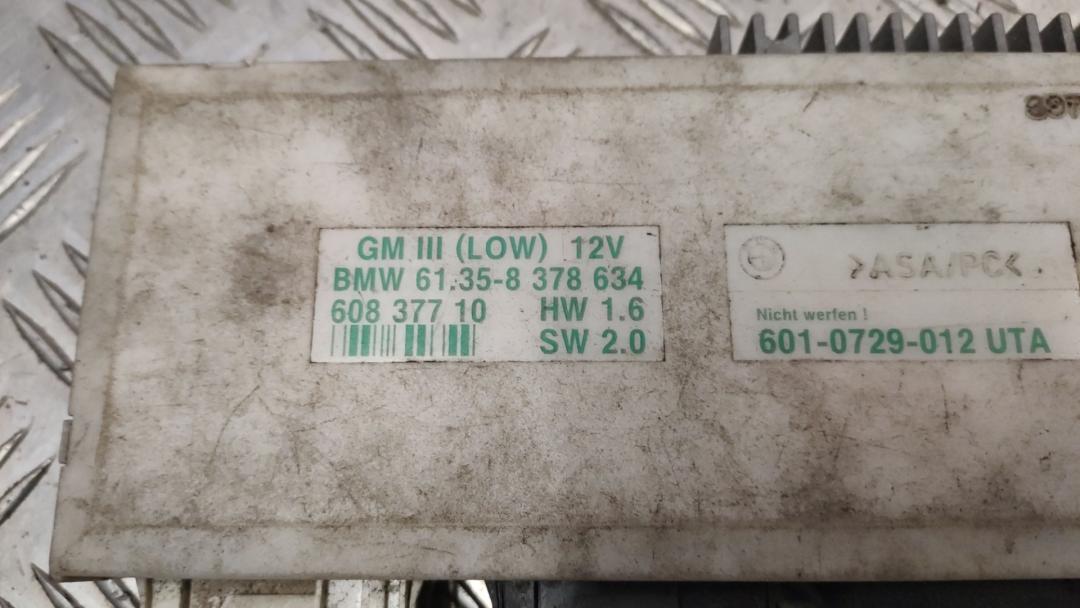 GM III (LOW) 12V
BMW 61.35-8 378 634
608 377 10 HW 1.6
SW 2.0
>ASA/PC<
Nicht werfen !
601-0729-012 UTA